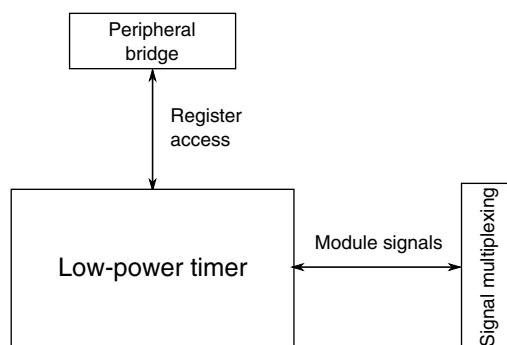 Peripheral
bridge
Register
access
Low-power timer
Module signals
Signal multiplexing